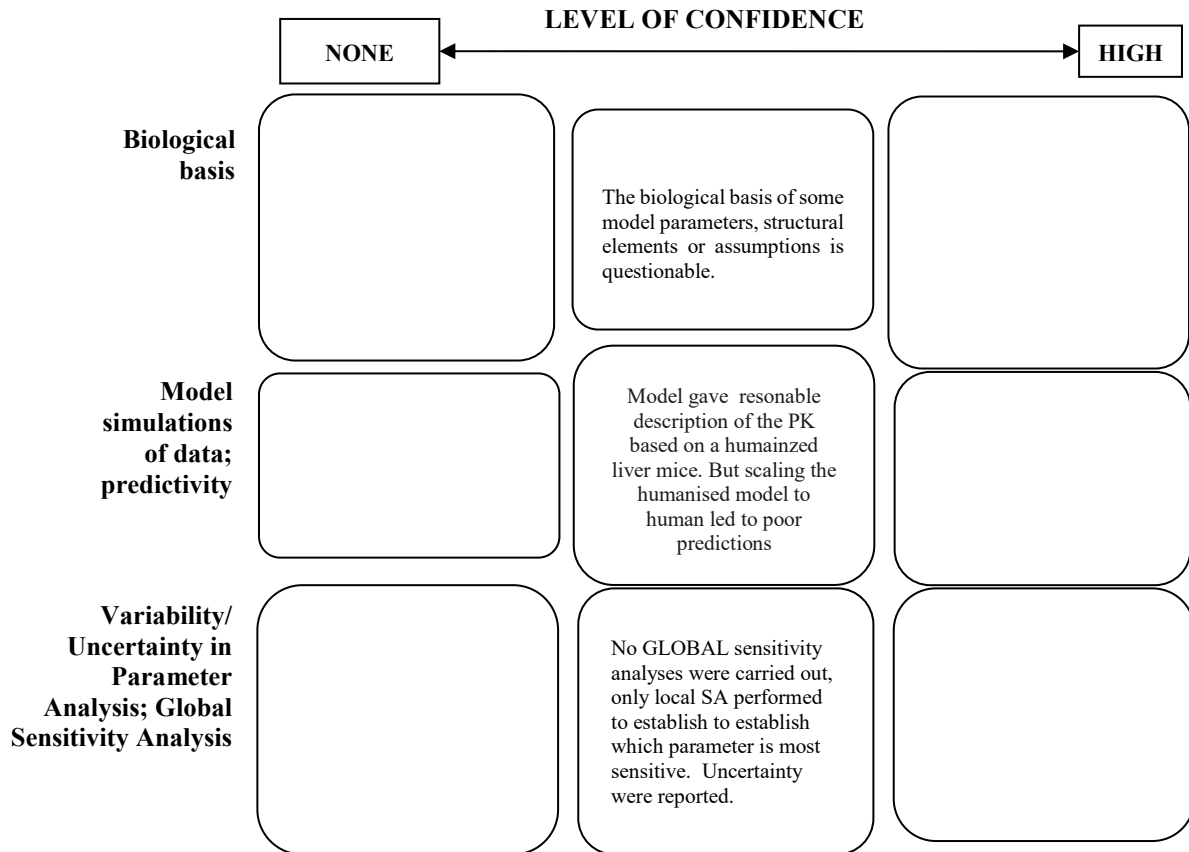 LEVEL OF CONFIDENCE
NONE
HIGH
Biological
basis
The biological basis of some
model parameters, structural
elements or assumptions is
questionable.
Model
simulations
of data;
predictivity
Model gave resonable
description of the PK
based on a humainzed
liver mice. But scaling the
humanised model to
human led to poor
predictions
Variability/
Uncertainty in
Parameter
Analysis; Global
Sensitivity Analysis
No GLOBAL sensitivity
analyses were carried out,
only local SA performed
to establish to establish
which parameter is most
sensitive. Uncertainty
were reported.